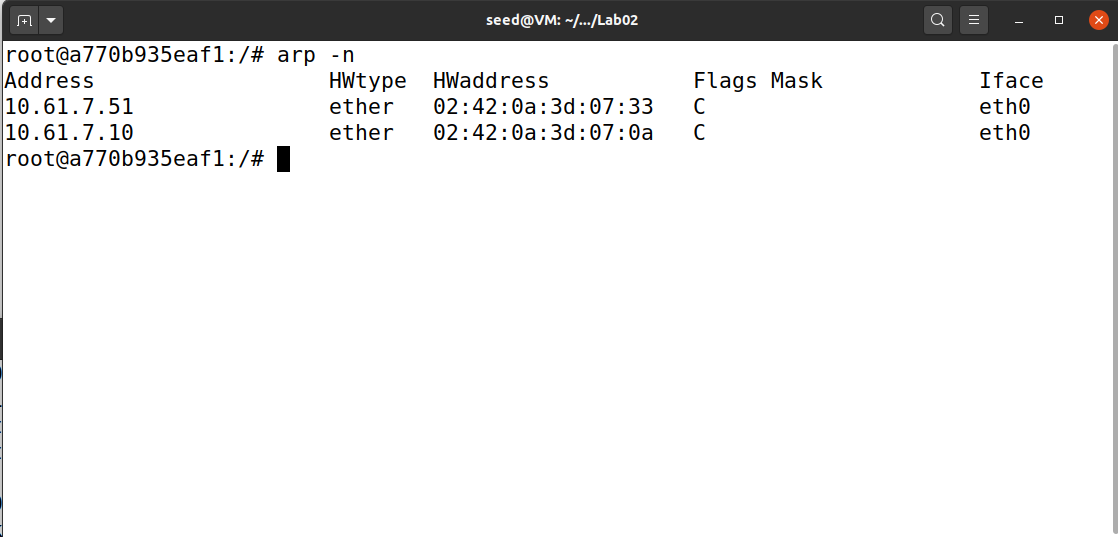 seed@VM: ~/.../Lab02
root@a770b935eaf1:/# arp -n
Address                  HWtype  HWaddress           Flags Mask            Iface
10.61.7.51               ether   02:42:0a:3d:07:33   C                     eth0
10.61.7.10               ether   02:42:0a:3d:07:0a   C                     eth0
root@a770b935eaf1:/#